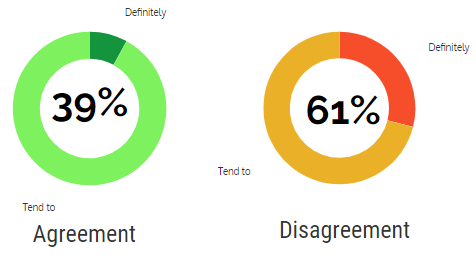 Definitely
39%
Tend to
Agreement
Definitely
61%
Tend to
Disagreement